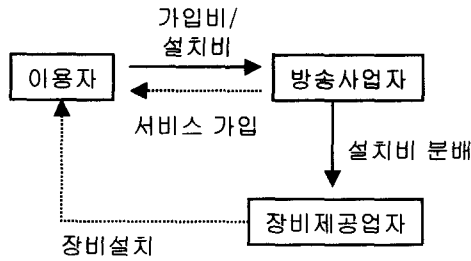 가입비/
설치비
이용자
방송사업자
서비스 가입
설치비 분배
장비제공업자
장비설치